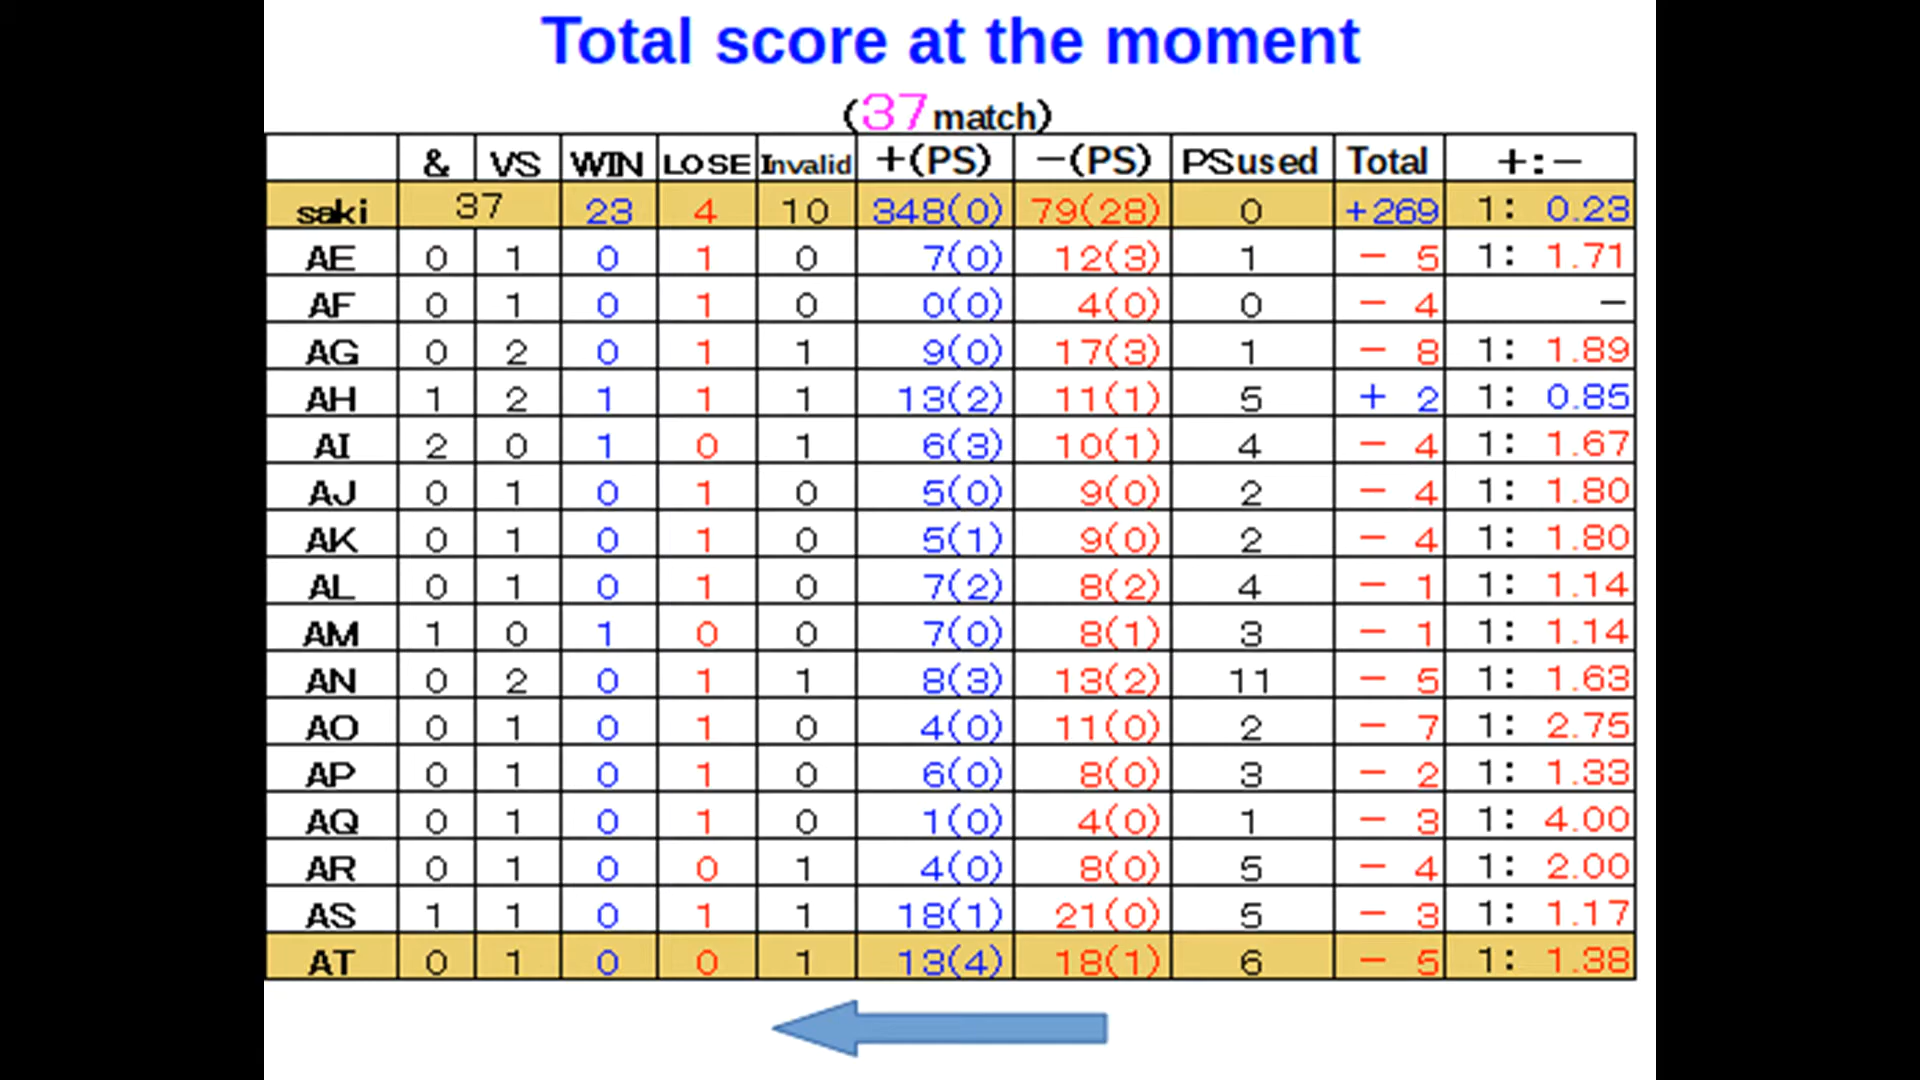 Total score at the moment
(37 match)
& VS WIN LOSE Invalid +(PS) −(PS) PSused Total +:−
saki 37 23 4 10 348(0) 79(28) 0 +269 1: 0.23
AE 0 1 0 1 0 7(0) 12(3) 1 − 5 1: 1.71
AF 0 1 0 1 0 0(0) 4(0) 0 − 4 −
AG 0 2 0 1 1 9(0) 17(3) 1 − 8 1: 1.89
AH 1 2 1 1 1 13(2) 11(1) 5 + 2 1: 0.85
AI 2 0 1 0 1 6(3) 10(1) 4 − 4 1: 1.67
AJ 0 1 0 1 0 5(0) 9(0) 2 − 4 1: 1.80
AK 0 1 0 1 0 5(1) 9(0) 2 − 4 1: 1.80
AL 0 1 0 1 0 7(2) 8(2) 4 − 1 1: 1.14
AM 1 0 1 0 0 7(0) 8(1) 3 − 1 1: 1.14
AN 0 2 0 1 1 8(3) 13(2) 11 − 5 1: 1.63
AO 0 1 0 1 0 4(0) 11(0) 2 − 7 1: 2.75
AP 0 1 0 1 0 6(0) 8(0) 3 − 2 1: 1.33
AQ 0 1 0 1 0 1(0) 4(0) 1 − 3 1: 4.00
AR 0 1 0 0 1 4(0) 8(0) 5 − 4 1: 2.00
AS 1 1 0 1 1 18(1) 21(0) 5 − 3 1: 1.17
AT 0 1 0 0 1 13(4) 18(1) 6 − 5 1: 1.38